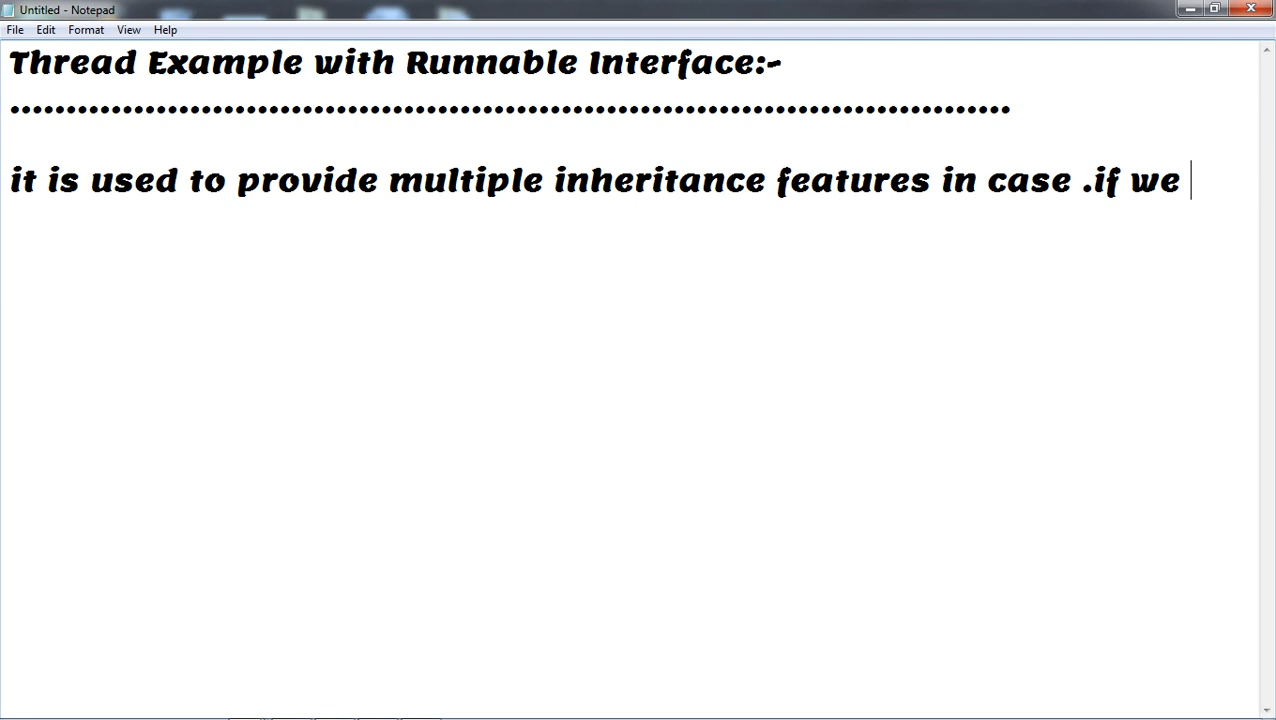 Untitled - Notepad
File Edit Format View Help
Thread Example with Runnable Interface:-
.........................................................................................
it is used to provide multiple inheritance features in case .if we